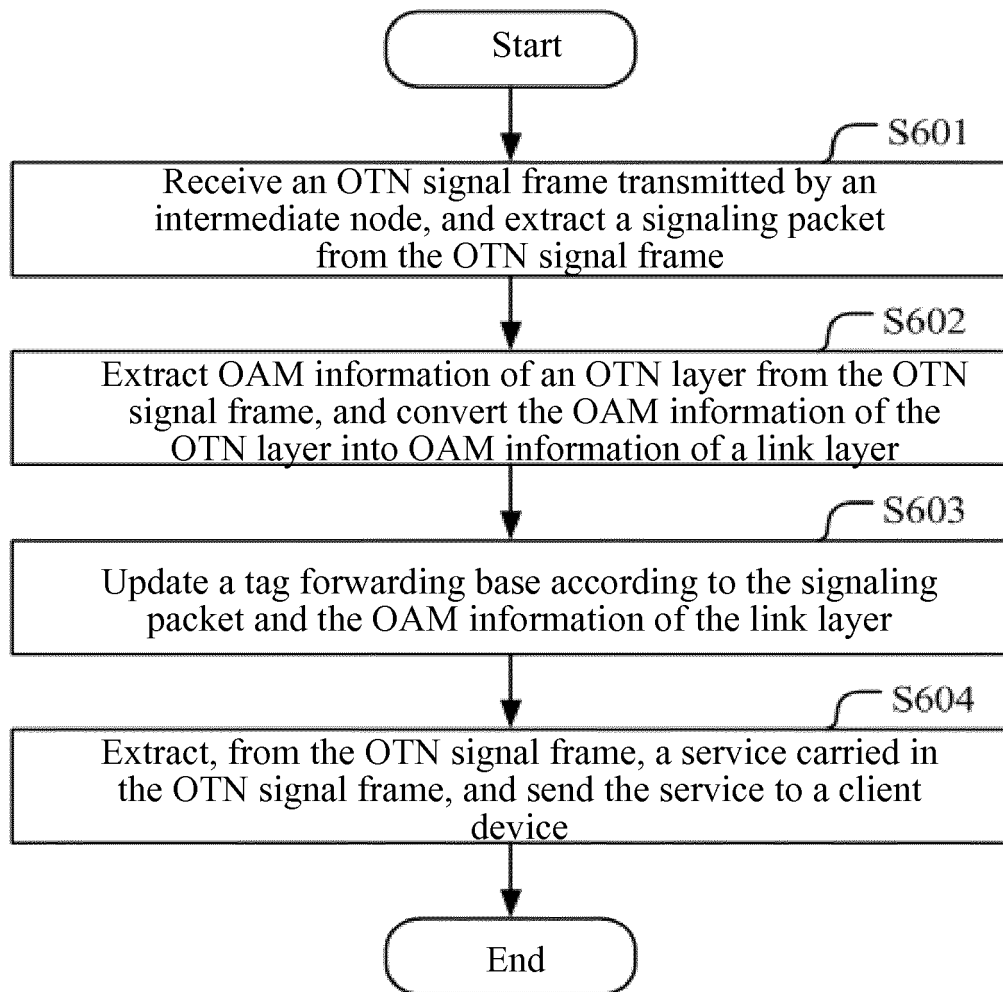 Start
S601
Receive an OTN signal frame transmitted by an
intermediate node, and extract a signaling packet
from the OTN signal frame
S602
Extract OAM information of an OTN layer from the OTN
signal frame, and convert the OAM information of the
OTN layer into OAM information of a link layer
S603
Update a tag forwarding base according to the signaling
packet and the OAM information of the link layer
S604
Extract, from the OTN signal frame, a service carried in
the OTN signal frame, and send the service to a client
device
End